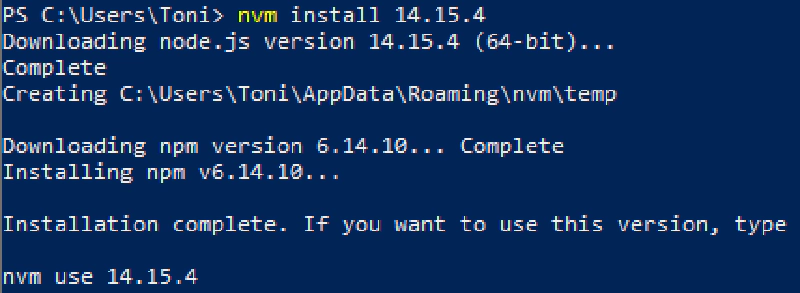 PS C:\Users\Toni> nvm install 14.15.4
Downloading node.js version 14.15.4 (64-bit)...
Complete
Creating C:\Users\Toni\AppData\Roaming\nvm\temp
Downloading npm version 6.14.10... Complete
Installing npm v6.14.10...
Installation complete. If you want to use this version, type
nvm use 14.15.4